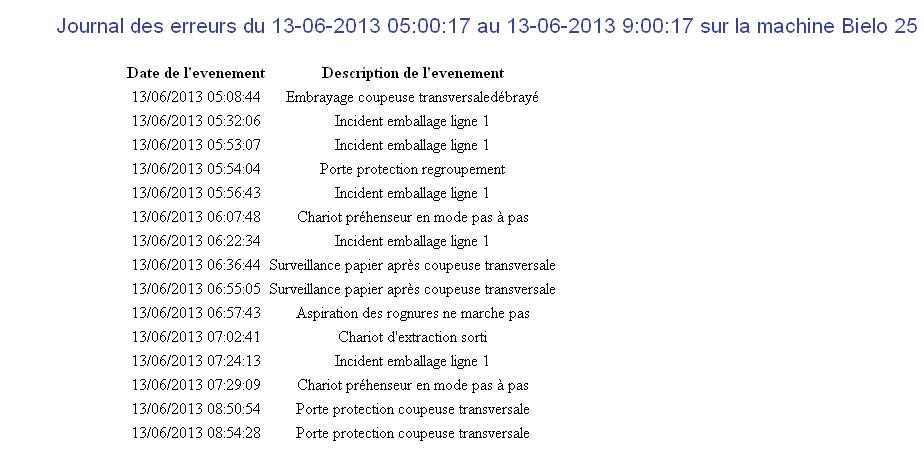 Journal des erreurs du 13-06-2013 05:00:17 au 13-06-2013 9:00:17 sur la machine Bielo 25
Date de l'evenement Description de l'evenement
13/06/2013 05:08:44 Embrayage coupeuse transversaledébrayé
13/06/2013 05:32:06 Incident emballage ligne 1
13/06/2013 05:53:07 Incident emballage ligne 1
13/06/2013 05:54:04 Porte protection regroupement
13/06/2013 05:56:43 Incident emballage ligne 1
13/06/2013 06:07:48 Chariot préhenseur en mode pas à pas
13/06/2013 06:22:34 Incident emballage ligne 1
13/06/2013 06:36:44 Surveillance papier après coupeuse transversale
13/06/2013 06:55:05 Surveillance papier après coupeuse transversale
13/06/2013 06:57:43 Aspiration des rognures ne marche pas
13/06/2013 07:02:41 Chariot d'extraction sorti
13/06/2013 07:24:13 Incident emballage ligne 1
13/06/2013 07:29:09 Chariot préhenseur en mode pas à pas
13/06/2013 08:50:54 Porte protection coupeuse transversale
13/06/2013 08:54:28 Porte protection coupeuse transversale